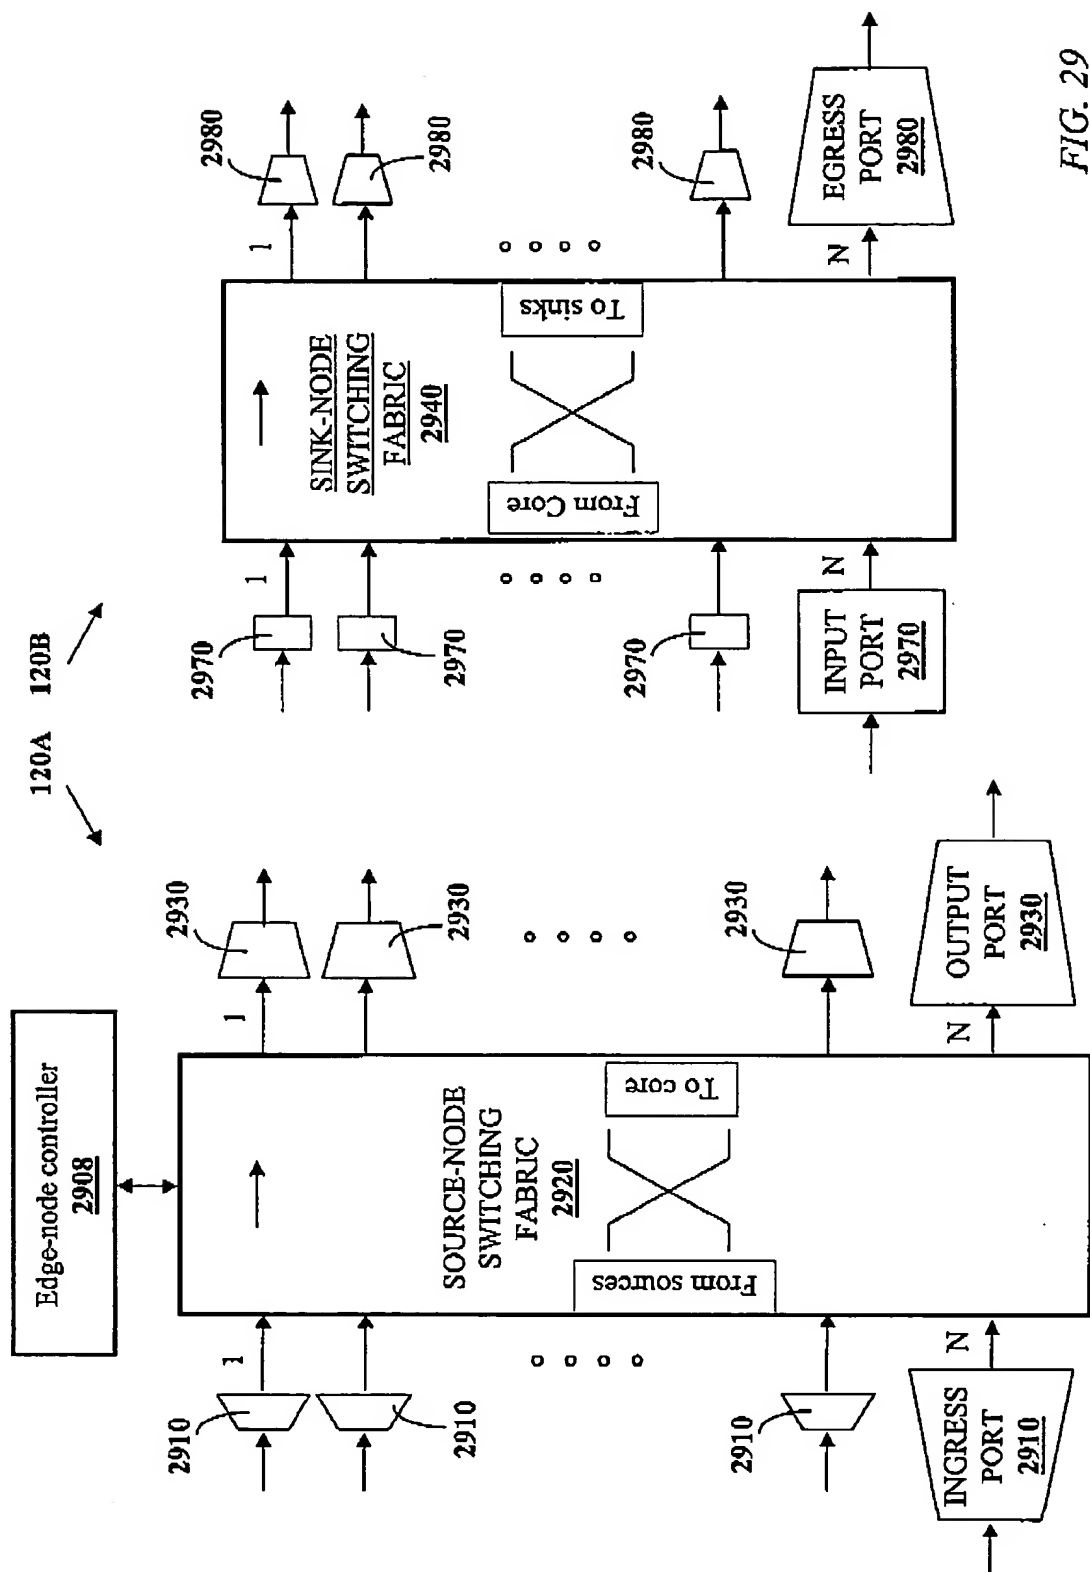 120A
120B
Edge-node controller
2908
2910
2910
2910
1
SOURCE-NODE
SWITCHING
FABRIC
2920
From sources
To core
1
2930
2930
2930
N
INGRESS
PORT
2910
N
OUTPUT
PORT
2930
2970
2970
2970
1
SINK-NODE
SWITCHING
FABRIC
2940
From Core
To sinks
1
2980
2980
2980
INPUT
PORT
2970
N
N
EGRESS
PORT
2980
FIG. 29